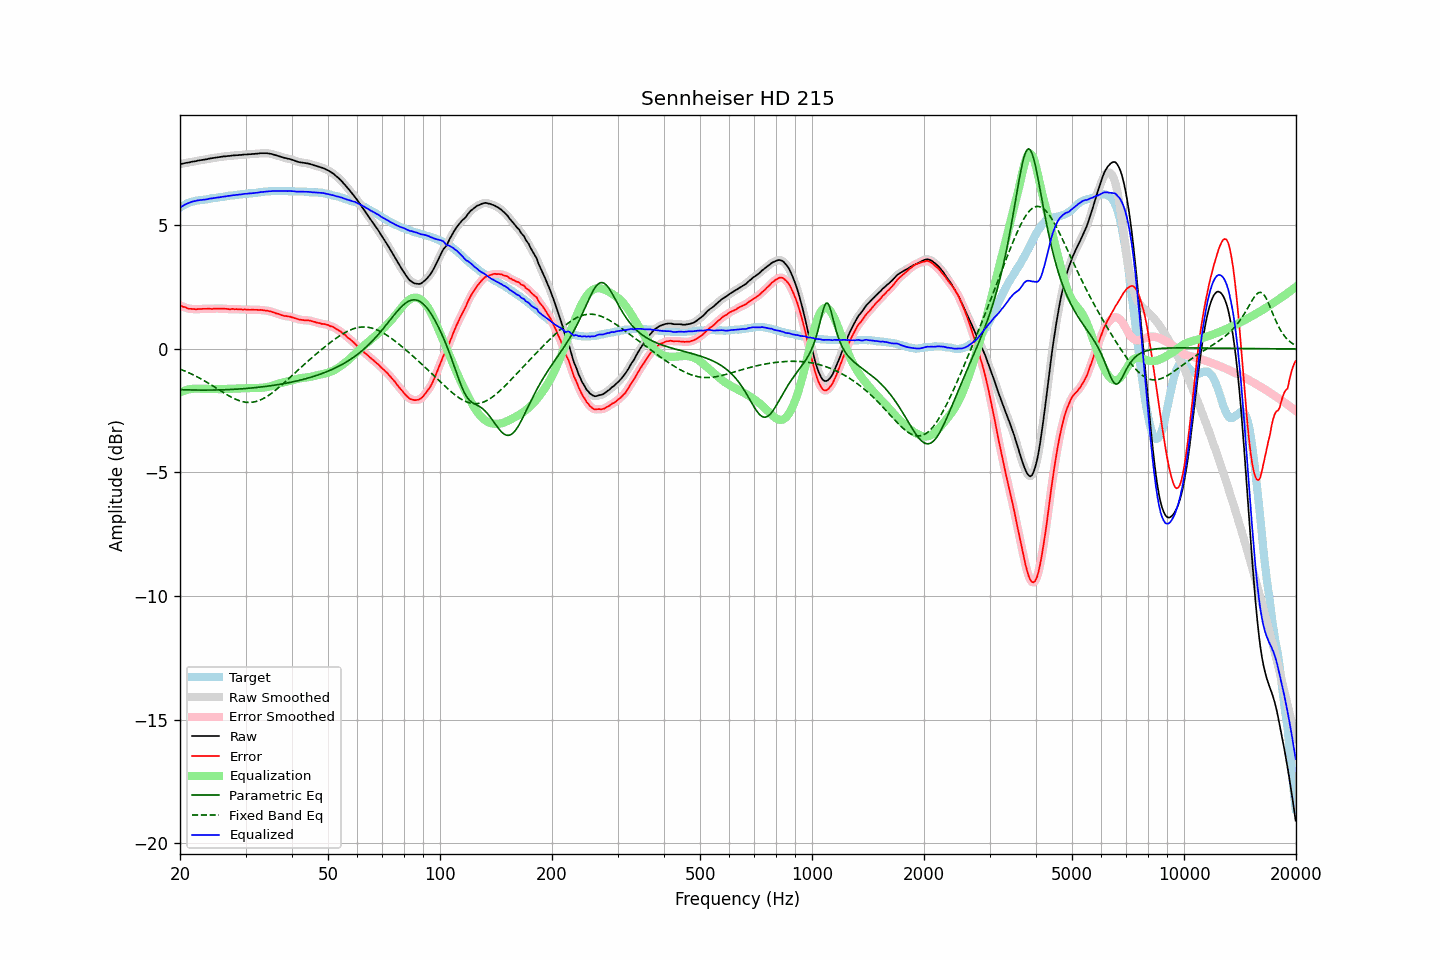 Sennheiser HD 215
Amplitude (dBr)
5
0
−5
−10
−15
−20
Target
Raw Smoothed
Error Smoothed
Raw
Error
Equalization
Parametric Eq
Fixed Band Eq
Equalized
20 50 100 200 500 1000 2000 5000 10000 20000
Frequency (Hz)